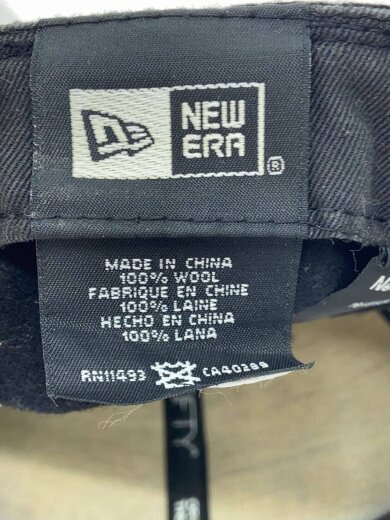 NEW
ERA
®
MADE IN CHINA
100% WOOL
FABRIQUE EN CHINE
100% LAINE
HECHO EN CHINA
100% LANA
RN11493 CA40289
FTY